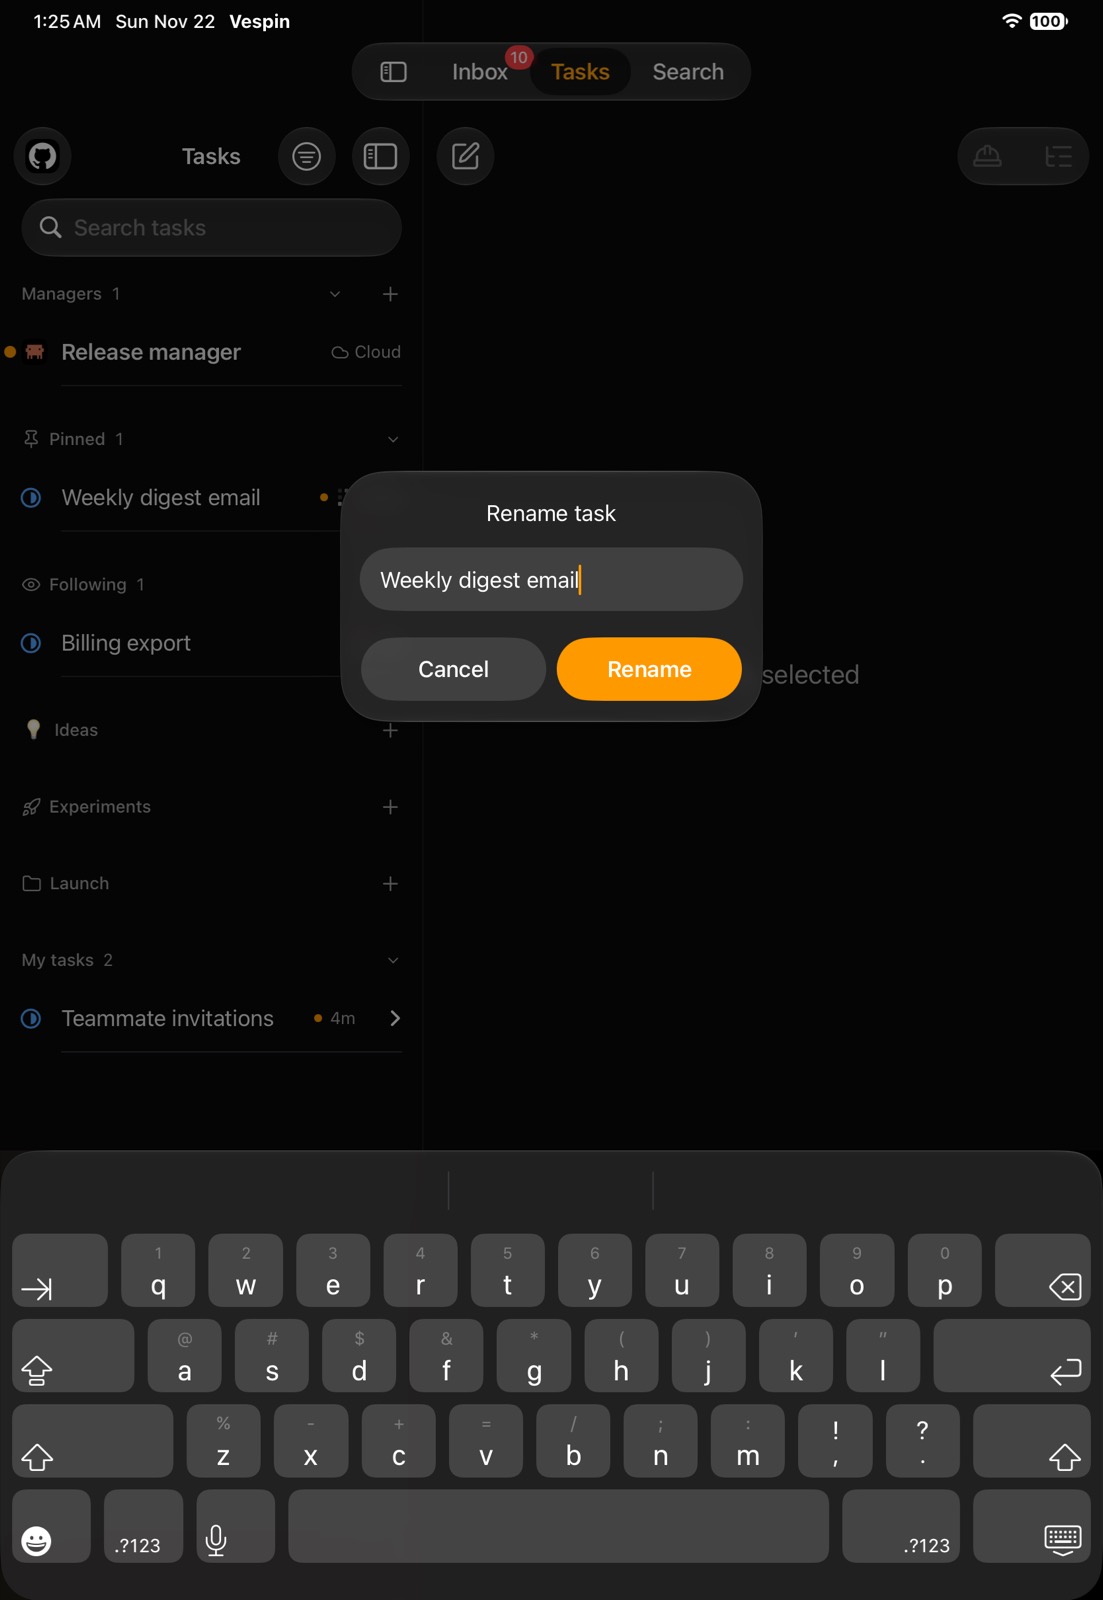 1:25 AM Sun Nov 22 Vespin
100
Inbox 10 Tasks Search
Tasks
Search tasks
Managers 1
Release manager Cloud
Pinned 1
Weekly digest email
Rename task
Weekly digest email
Cancel Rename
Following 1
Billing export
selected
Ideas
Experiments
Launch
My tasks 2
Teammate invitations 4m
1 2 3 4 5 6 7 8 9 0
q w e r t y u i o p
@ # $ & * ( ) ' "
a s d f g h j k l
% - + = / ; : ! ?
z x c v b n m , .
.?123 .?123